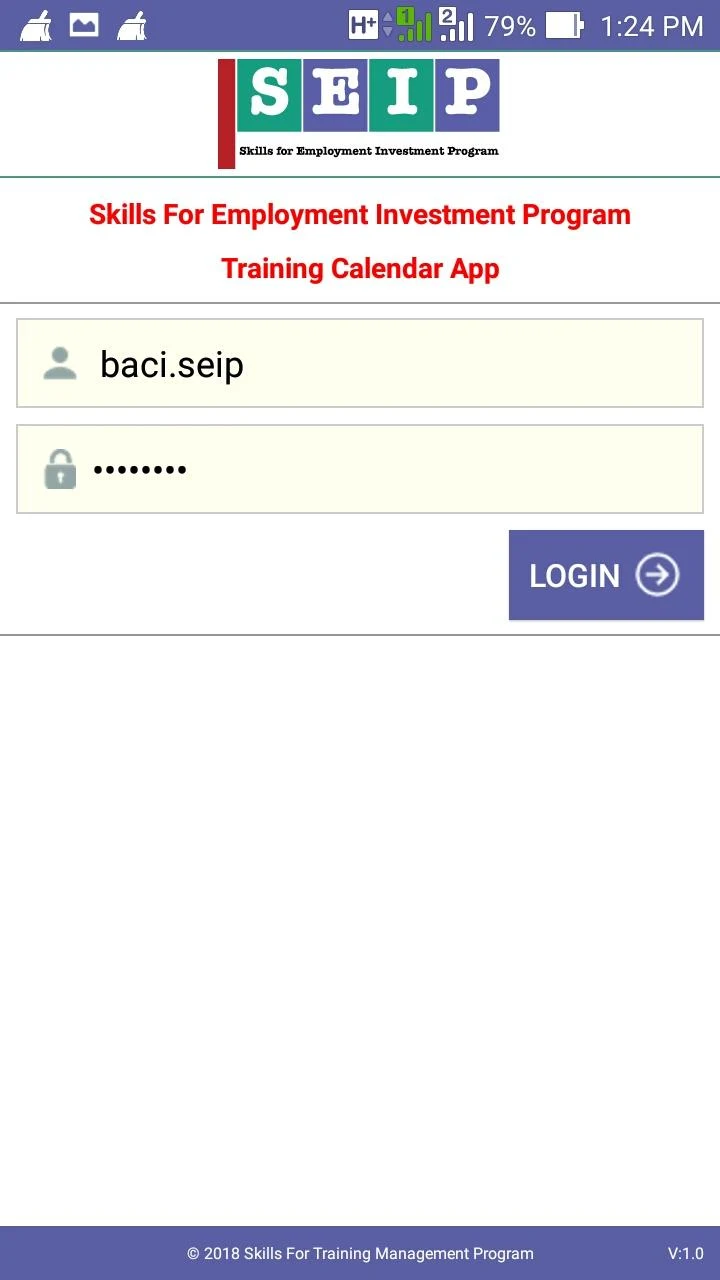 H+ 1 2 79% 1:24 PM
SEIP
Skills for Employment Investment Program
Skills For Employment Investment Program
Training Calendar App
baci.seip
••••••••
LOGIN
© 2018 Skills For Training Management Program V:1.0